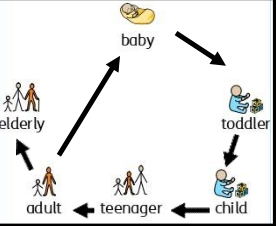 baby
elderly
toddler
adult
teenager
child